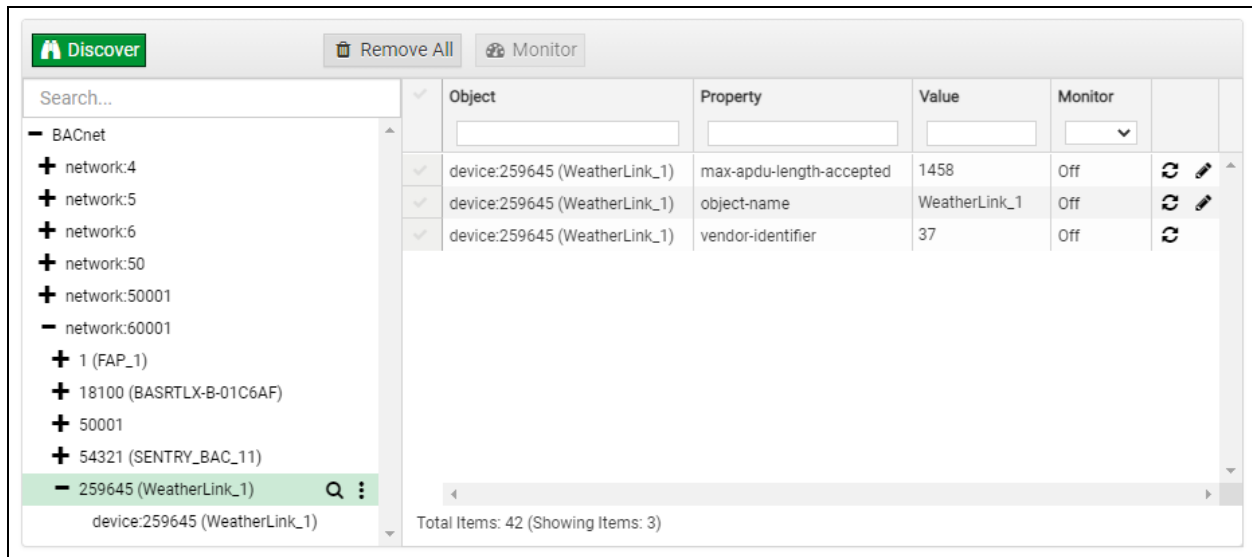 Discover
Remove All
Monitor
Search...
BACnet
network:4
network:5
network:6
network:50
network:50001
network:60001
1 (FAP_1)
18100 (BASRTLX-B-01C6AF)
50001
54321 (SENTRY_BAC_11)
259645 (WeatherLink_1)
device:259645 (WeatherLink_1)
Object Property Value Monitor
device:259645 (WeatherLink_1) max-apdu-length-accepted 1458 Off
device:259645 (WeatherLink_1) object-name WeatherLink_1 Off
device:259645 (WeatherLink_1) vendor-identifier 37 Off
Total Items: 42 (Showing Items: 3)